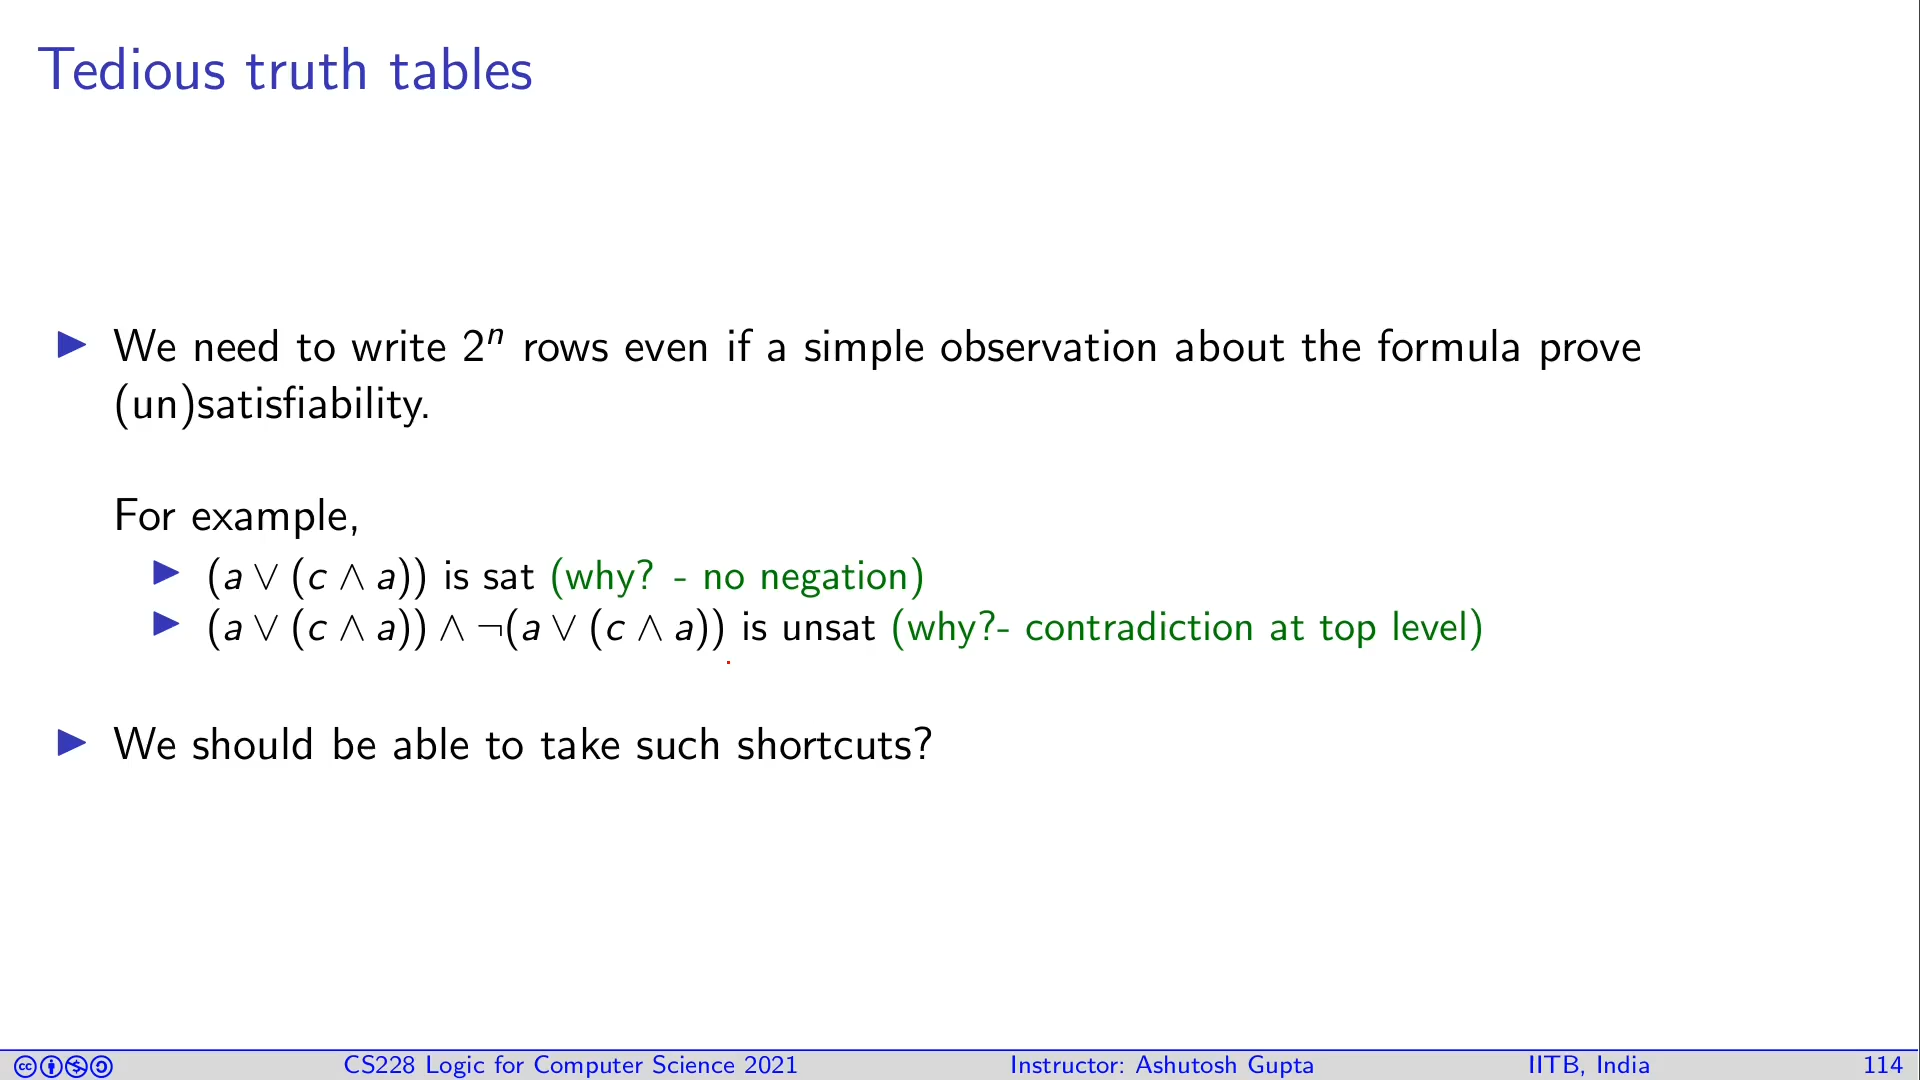 Tedious truth tables
▶ We need to write 2ⁿ rows even if a simple observation about the formula prove
(un)satisfiability.
For example,
▶ (a ∨ (c ∧ a)) is sat (why? - no negation)
▶ (a ∨ (c ∧ a)) ∧ ¬(a ∨ (c ∧ a)) is unsat (why?- contradiction at top level)
▶ We should be able to take such shortcuts?
CS228 Logic for Computer Science 2021 Instructor: Ashutosh Gupta IITB, India 114